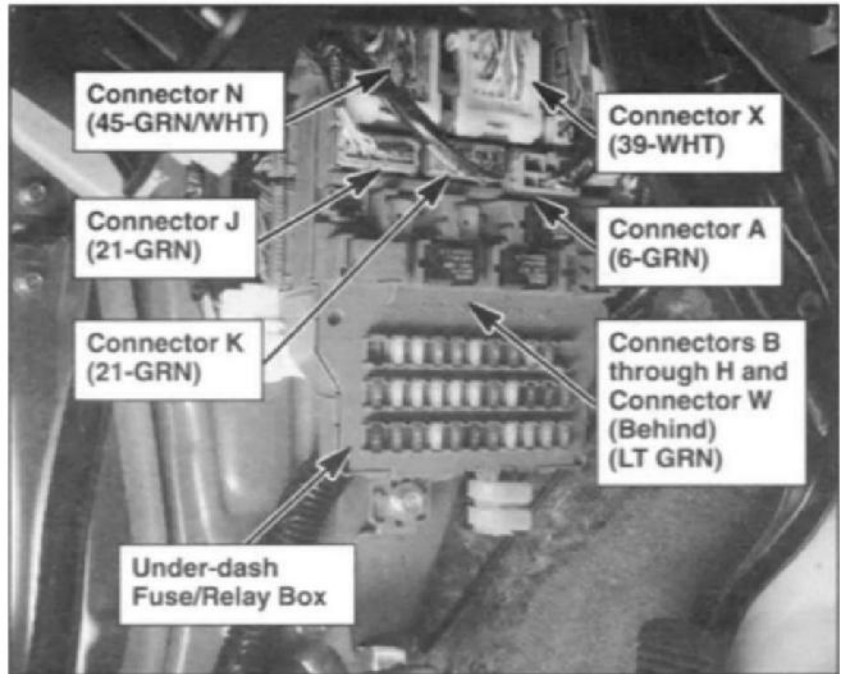 Connector N
(45-GRN/WHT)
Connector X
(39-WHT)
Connector J
(21-GRN)
Connector A
(6-GRN)
Connector K
(21-GRN)
Connectors B
through H and
Connector W
(Behind)
(LT GRN)
Under-dash
Fuse/Relay Box